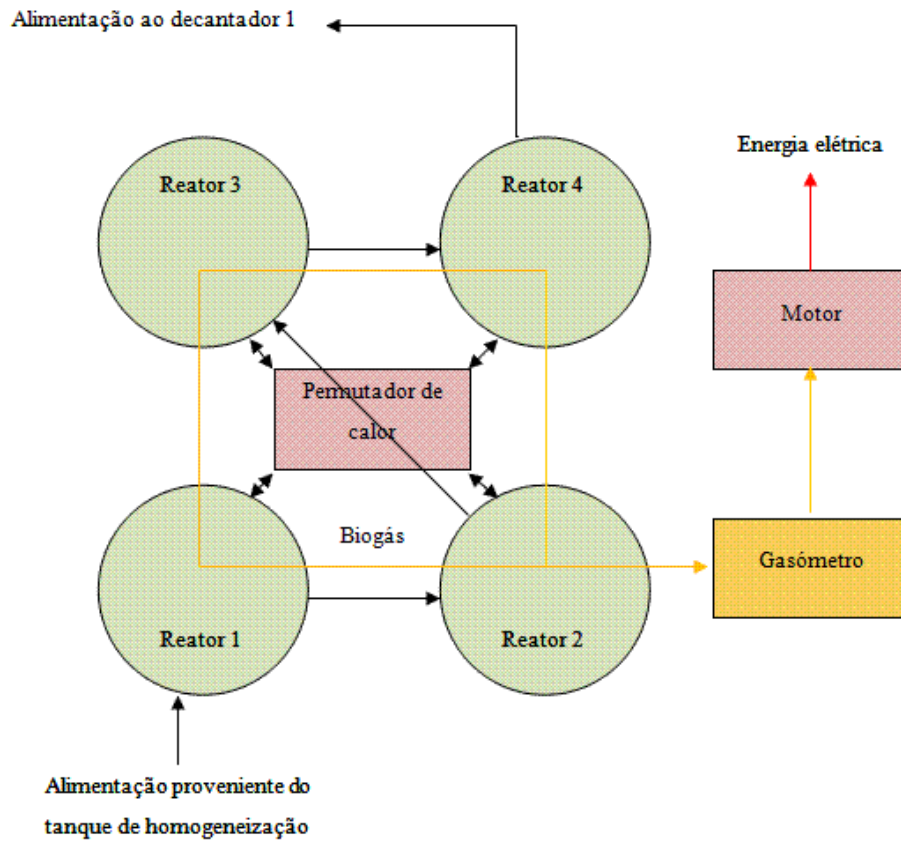 Alimentação ao decantador 1
Reator 3
Reator 4
Energia elétrica
Motor
Permutador de
calor
Biogás
Gasómetro
Reator 1
Reator 2
Alimentação proveniente do
tanque de homogeneização